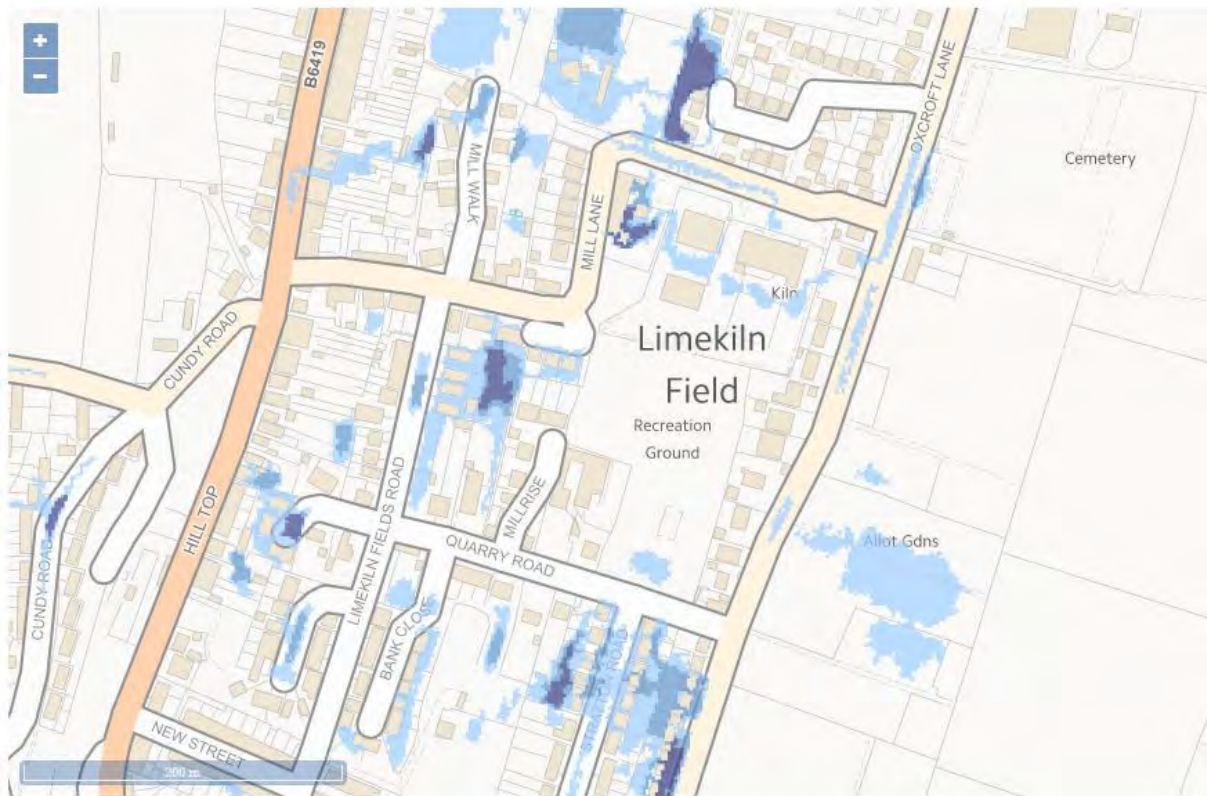 +
−
B6419
OXCROFT LANE
Cemetery
MILL WALK
MILL LANE
Kiln
Limekiln
Field
CUNDY ROAD
Recreation
Ground
LIMEKILN FIELDS ROAD
MILLRISE
HILL TOP
QUARRY ROAD
Allot Gdns
CUNDY ROAD
BANK CLOSE
NEW STREET
200 m